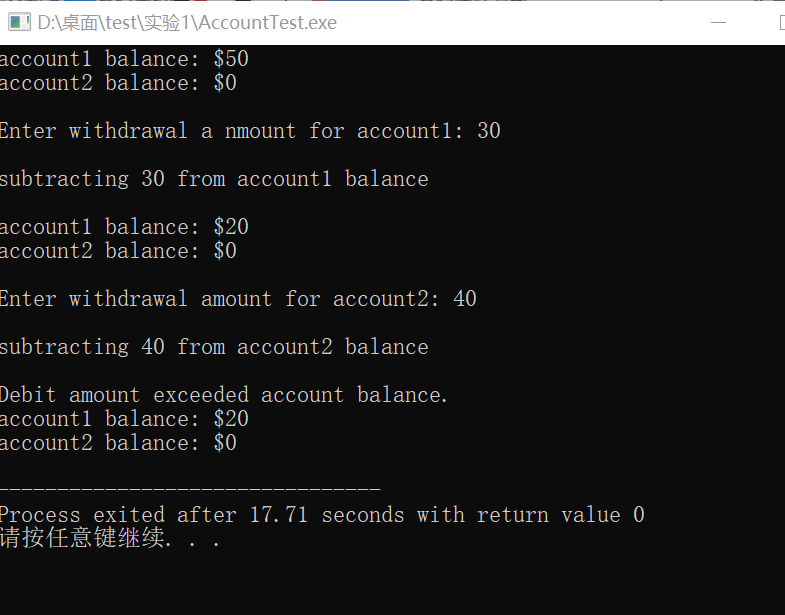 D:\桌面\test\实验1\AccountTest.exe
account1 balance: $50
account2 balance: $0
Enter withdrawal a nmount for account1: 30
subtracting 30 from account1 balance
account1 balance: $20
account2 balance: $0
Enter withdrawal amount for account2: 40
subtracting 40 from account2 balance
Debit amount exceeded account balance.
account1 balance: $20
account2 balance: $0
--------------------------------
Process exited after 17.71 seconds with return value 0
请按任意键继续. . .